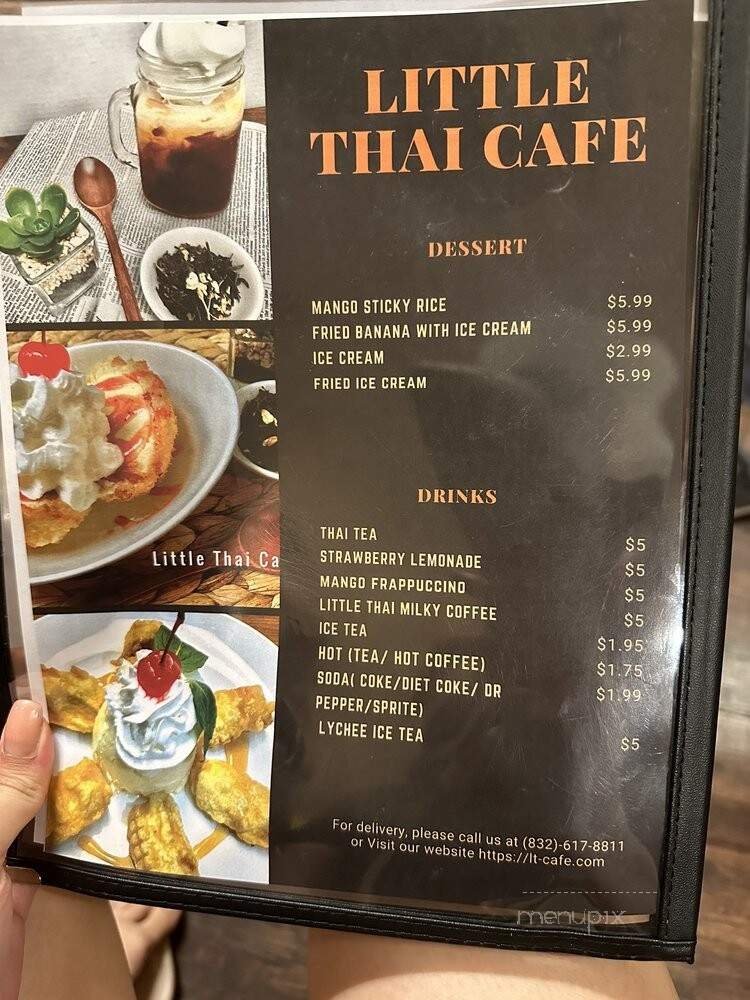 LITTLE
THAI CAFE
DESSERT
MANGO STICKY RICE $5.99
FRIED BANANA WITH ICE CREAM $5.99
ICE CREAM $2.99
FRIED ICE CREAM $5.99
Little Thai Ca
DRINKS
THAI TEA $5
STRAWBERRY LEMONADE $5
MANGO FRAPPUCCINO $5
LITTLE THAI MILKY COFFEE $5
ICE TEA $1.95
HOT (TEA/ HOT COFFEE) $1.75
SODA( COKE/DIET COKE/ DR $1.99
PEPPER/SPRITE)
LYCHEE ICE TEA $5
For delivery, please call us at (832)-617-8811
or Visit our website https://lt-cafe.com
menupix